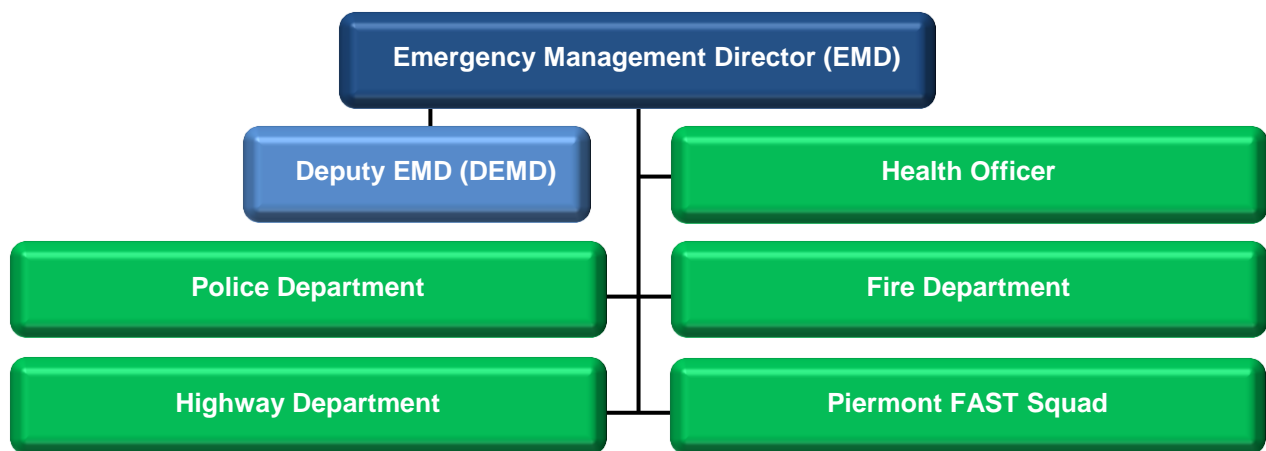 Emergency Management Director (EMD)
Deputy EMD (DEMD)
Health Officer
Police Department
Fire Department
Highway Department
Piermont FAST Squad